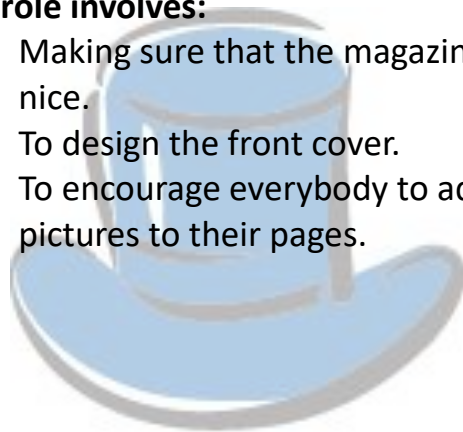 role involves:
Making sure that the magazin
nice.
To design the front cover.
To encourage everybody to ad
pictures to their pages.